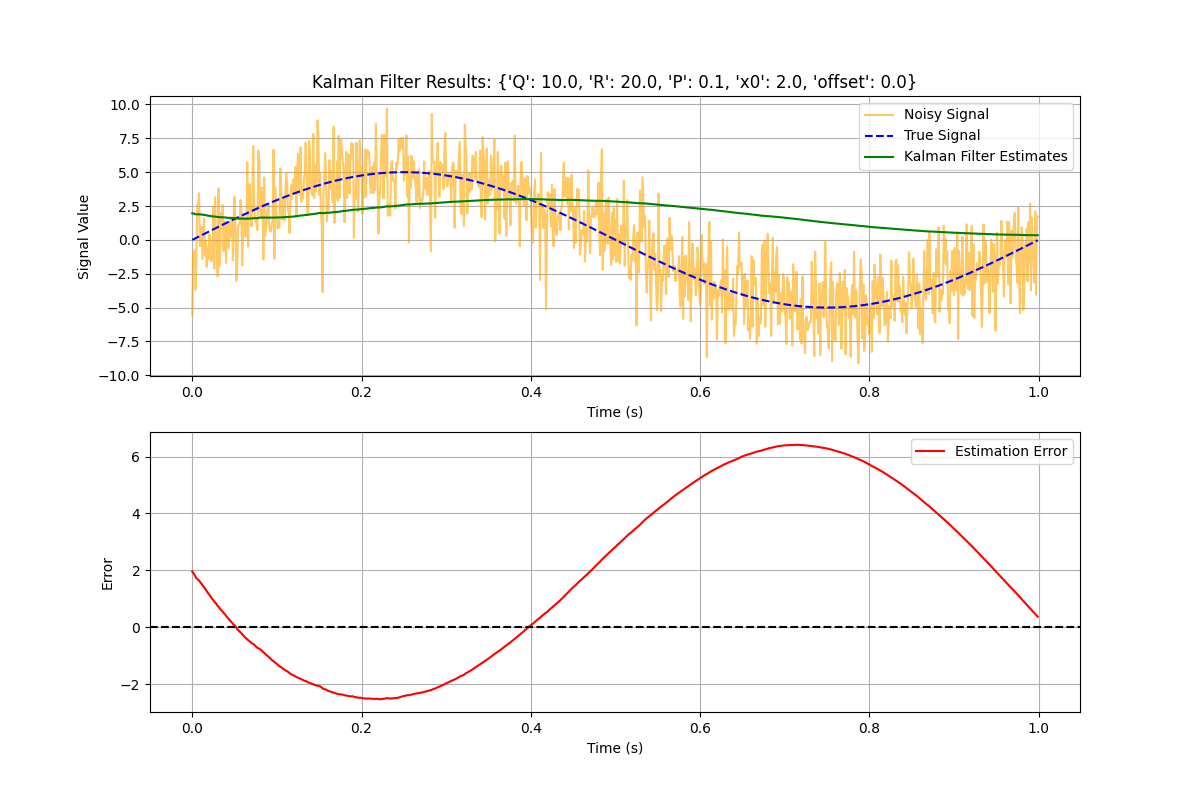 Kalman Filter Results: {'Q': 10.0, 'R': 20.0, 'P': 0.1, 'x0': 2.0, 'offset': 0.0}
10.0
7.5
5.0
2.5
0.0
−2.5
−5.0
−7.5
−10.0
Signal Value
Noisy Signal
True Signal
Kalman Filter Estimates
0.0 0.2 0.4 0.6 0.8 1.0
Time (s)
6
4
2
0
−2
Error
Estimation Error
0.0 0.2 0.4 0.6 0.8 1.0
Time (s)